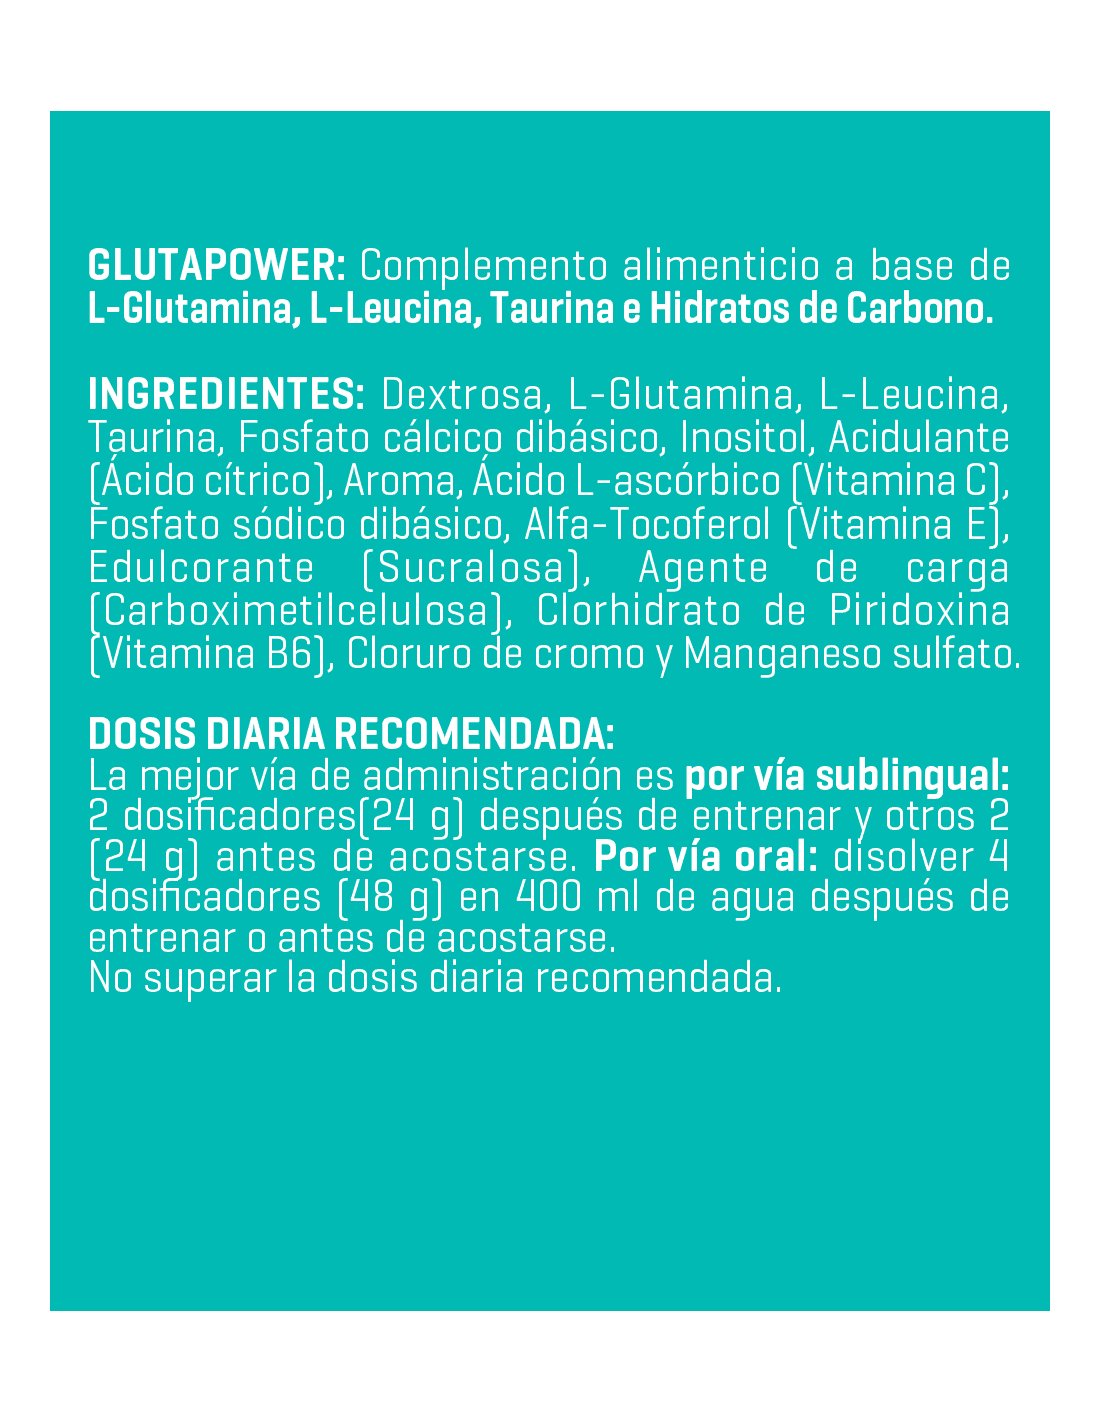 GLUTAPOWER: Complemento alimenticio a base de
L-Glutamina, L-Leucina, Taurina e Hidratos de Carbono.
INGREDIENTES: Dextrosa, L-Glutamina, L-Leucina,
Taurina, Fosfato cálcico dibásico, Inositol, Acidulante
(Ácido cítrico), Aroma, Ácido L-ascórbico (Vitamina C),
Fosfato sódico dibásico, Alfa-Tocoferol (Vitamina E),
Edulcorante (Sucralosa), Agente de carga
(Carboximetilcelulosa), Clorhidrato de Piridoxina
(Vitamina B6), Cloruro de cromo y Manganeso sulfato.
DOSIS DIARIA RECOMENDADA:
La mejor vía de administración es por vía sublingual:
2 dosificadores(24 g) después de entrenar y otros 2
(24 g) antes de acostarse. Por vía oral: disolver 4
dosificadores (48 g) en 400 ml de agua después de
entrenar o antes de acostarse.
No superar la dosis diaria recomendada.